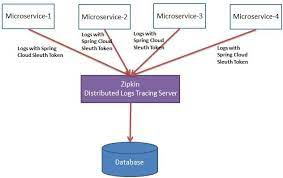 Microservice-1
Microservice-2
Microservice-3
Microservice-4
Logs with Spring
Cloud Sleuth
Token
Logs with
Spring Cloud
Sleuth Token
Logs with
Spring Cloud
Sleuth Token
Logs with
Spring Cloud
Sleuth Token
Zipkin
Distributed Logs Tracing Server
Database